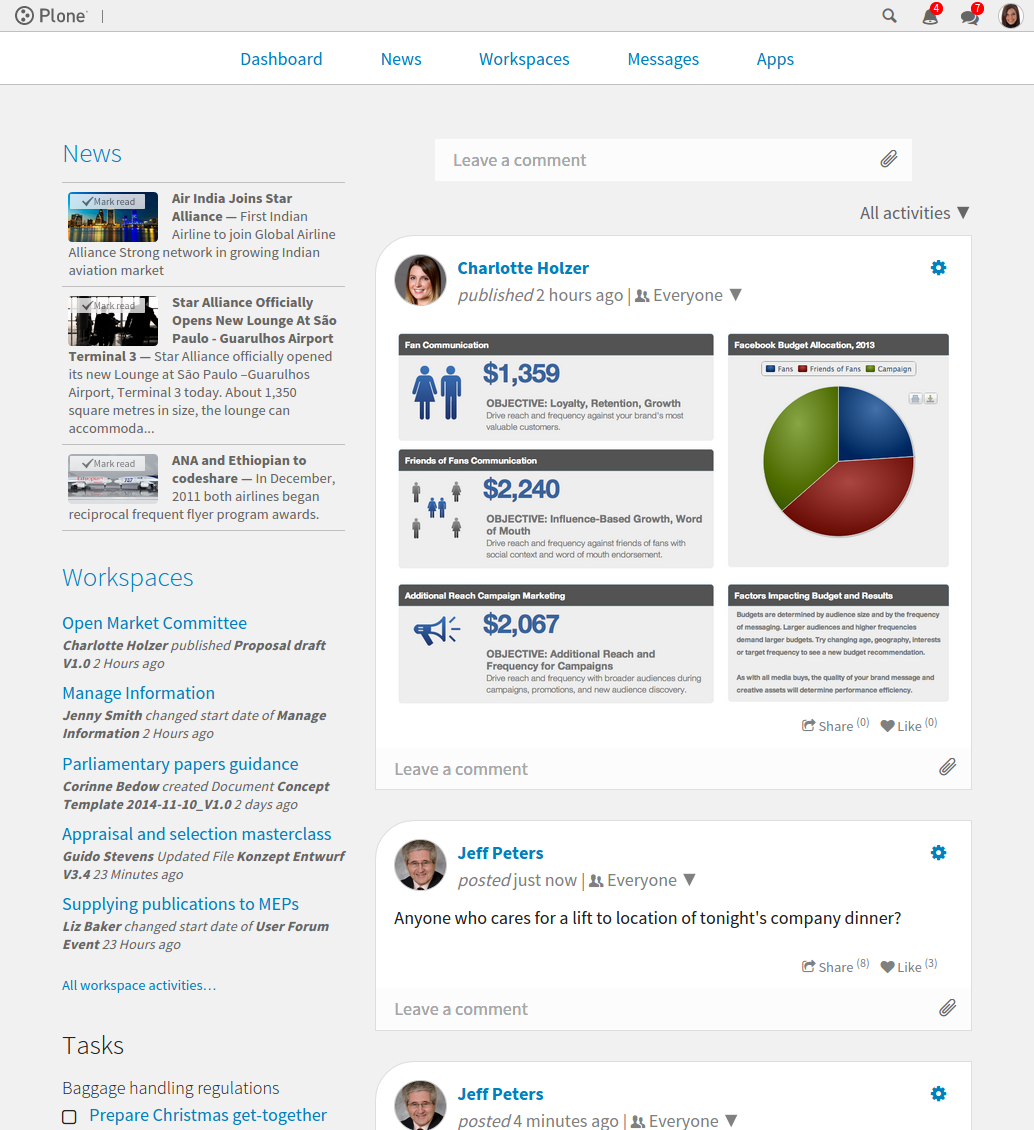 Plone |
4
7
Dashboard News Workspaces Messages Apps
News
Mark read
Air India Joins Star
Alliance — First Indian
Airline to join Global Airline
Alliance Strong network in growing Indian
aviation market
Mark read
Star Alliance Officially
Opens New Lounge At São
Paulo - Guarulhos Airport
Terminal 3 — Star Alliance officially opened
its new Lounge at São Paulo –Guarulhos
Airport, Terminal 3 today. About 1,350
square metres in size, the lounge can
accommoda...
Mark read
ANA and Ethiopian to
codeshare — In December,
2011 both airlines began
reciprocal frequent flyer program awards.
Workspaces
Open Market Committee
Charlotte Holzer published Proposal draft
V1.0 2 Hours ago
Manage Information
Jenny Smith changed start date of Manage
Information 2 Hours ago
Parliamentary papers guidance
Corinne Bedow created Document Concept
Template 2014-11-10_V1.0 2 days ago
Appraisal and selection masterclass
Guido Stevens Updated File Konzept Entwurf
V3.4 23 Minutes ago
Supplying publications to MEPs
Liz Baker changed start date of User Forum
Event 23 Hours ago
All workspace activities…
Tasks
Baggage handling regulations
Prepare Christmas get-together
Leave a comment
All activities ▼
Charlotte Holzer
published 2 hours ago | Everyone ▼
Fan Communication
$1,359
OBJECTIVE: Loyalty, Retention, Growth
Drive reach and frequency against your brand's most
valuable customers.
Friends of Fans Communication
$2,240
OBJECTIVE: Influence-Based Growth, Word
of Mouth
Drive reach and frequency against friends of fans with
social context and word of mouth endorsement.
Additional Reach Campaign Marketing
$2,067
OBJECTIVE: Additional Reach and
Frequency for Campaigns
Drive reach and frequency with broader audiences during
campaigns, promotions, and new audience discovery.
Facebook Budget Allocation, 2013
Fans Friends of Fans Campaign
Factors Impacting Budget and Results
Budgets are determined by audience size and by the frequency
of messaging. Larger audiences and higher frequencies
demand larger budgets. Try changing age, geography, interests
or target frequency to see a new budget recommendation.
As with all media buys, the quality of your brand message and
creative assets will determine performance efficiency.
Share (0) Like (0)
Leave a comment
Jeff Peters
posted just now | Everyone ▼
Anyone who cares for a lift to location of tonight's company dinner?
Share (8) Like (3)
Leave a comment
Jeff Peters
posted 4 minutes ago | Everyone ▼